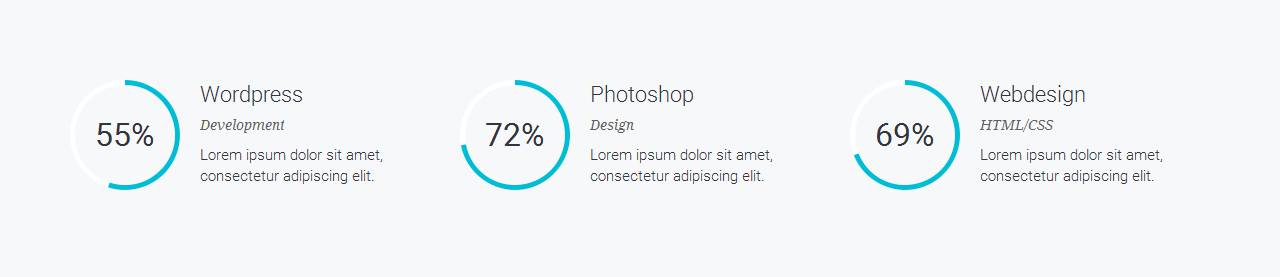 55%
Wordpress
Development
Lorem ipsum dolor sit amet,
consectetur adipiscing elit.
72%
Photoshop
Design
Lorem ipsum dolor sit amet,
consectetur adipiscing elit.
69%
Webdesign
HTML/CSS
Lorem ipsum dolor sit amet,
consectetur adipiscing elit.